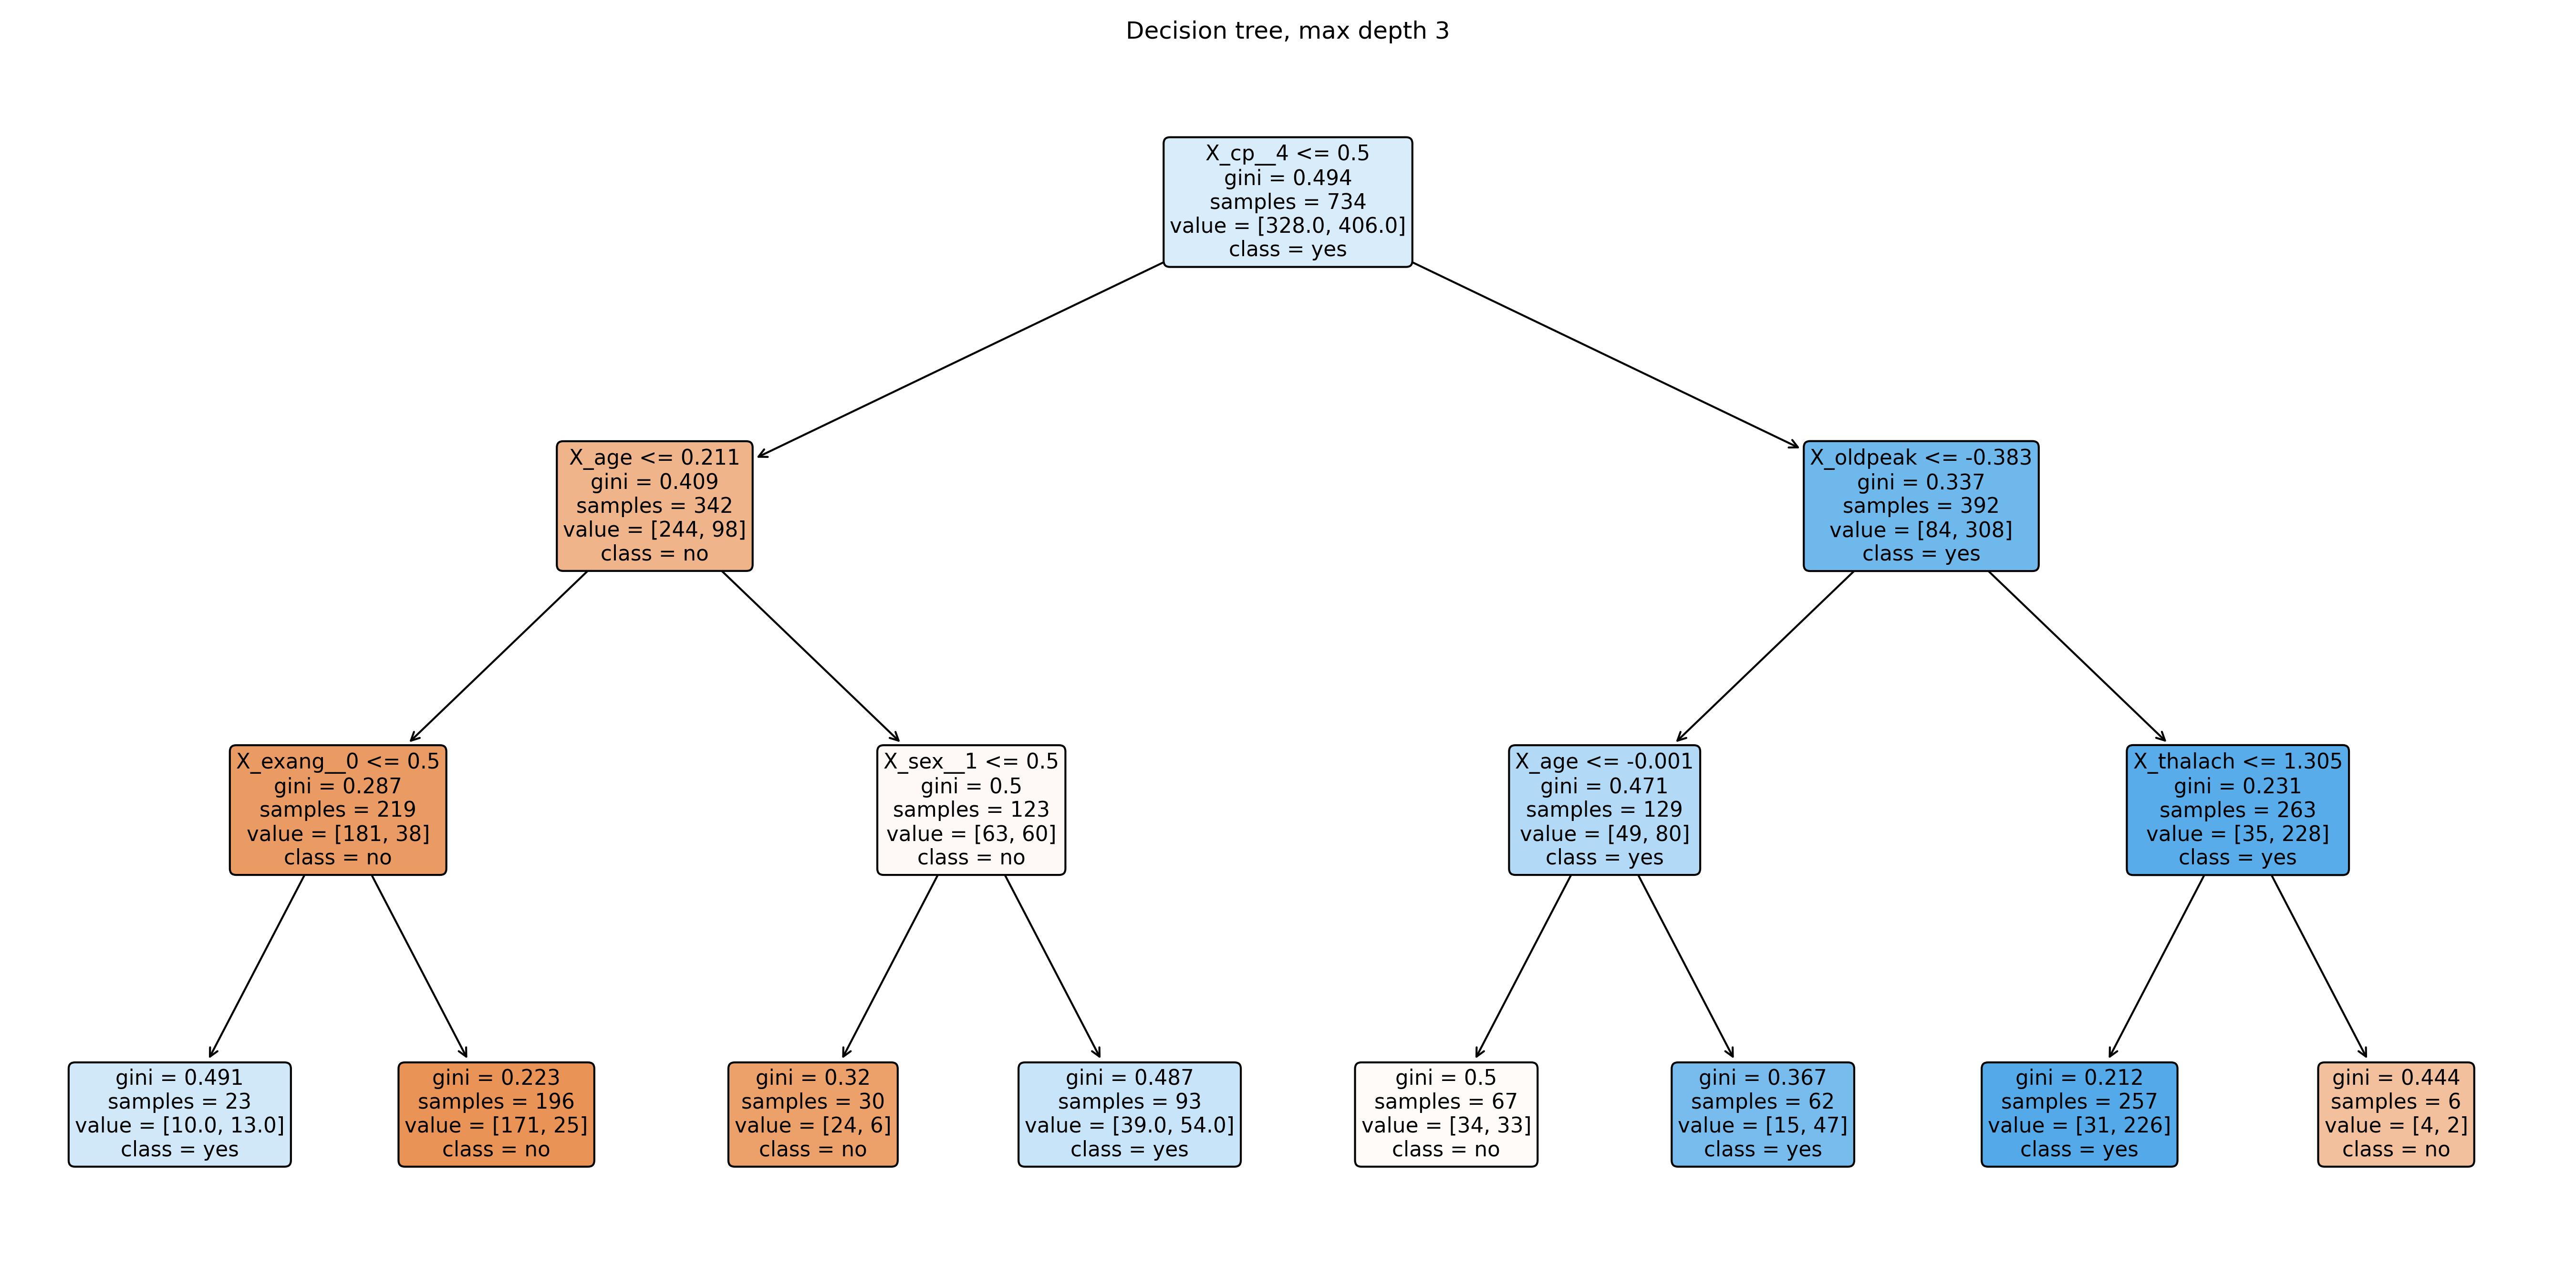 Decision tree, max depth 3
X_cp__4 <= 0.5
gini = 0.494
samples = 734
value = [328.0, 406.0]
class = yes
X_age <= 0.211
gini = 0.409
samples = 342
value = [244, 98]
class = no
X_oldpeak <= -0.383
gini = 0.337
samples = 392
value = [84, 308]
class = yes
X_exang__0 <= 0.5
gini = 0.287
samples = 219
value = [181, 38]
class = no
X_sex__1 <= 0.5
gini = 0.5
samples = 123
value = [63, 60]
class = no
X_age <= -0.001
gini = 0.471
samples = 129
value = [49, 80]
class = yes
X_thalach <= 1.305
gini = 0.231
samples = 263
value = [35, 228]
class = yes
gini = 0.491
samples = 23
value = [10.0, 13.0]
class = yes
gini = 0.223
samples = 196
value = [171, 25]
class = no
gini = 0.32
samples = 30
value = [24, 6]
class = no
gini = 0.487
samples = 93
value = [39.0, 54.0]
class = yes
gini = 0.5
samples = 67
value = [34, 33]
class = no
gini = 0.367
samples = 62
value = [15, 47]
class = yes
gini = 0.212
samples = 257
value = [31, 226]
class = yes
gini = 0.444
samples = 6
value = [4, 2]
class = no